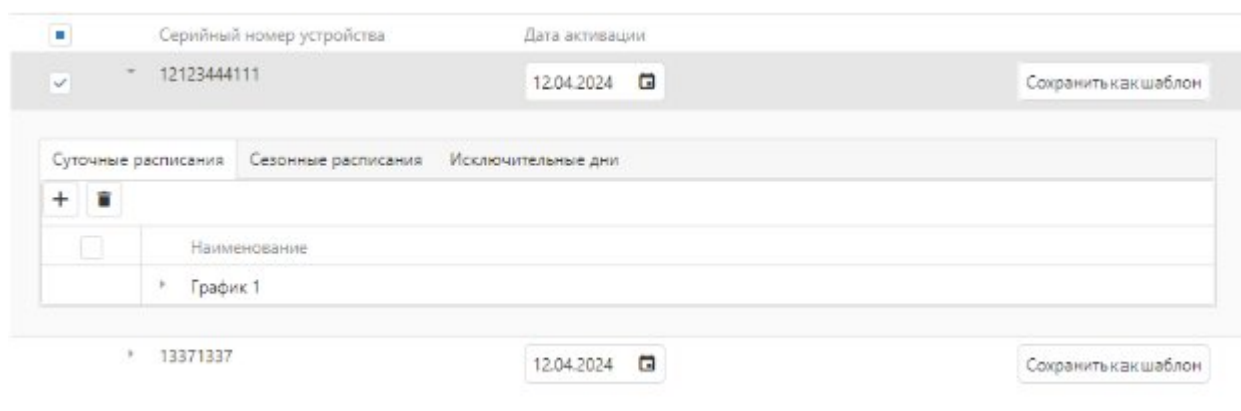 Серийный номер устройства Дата активации
12123444111 12.04.2024 Сохранить как шаблон
Суточные расписания Сезонные расписания Исключительные дни
Наименование
График 1
13371337 12.04.2024 Сохранить как шаблон